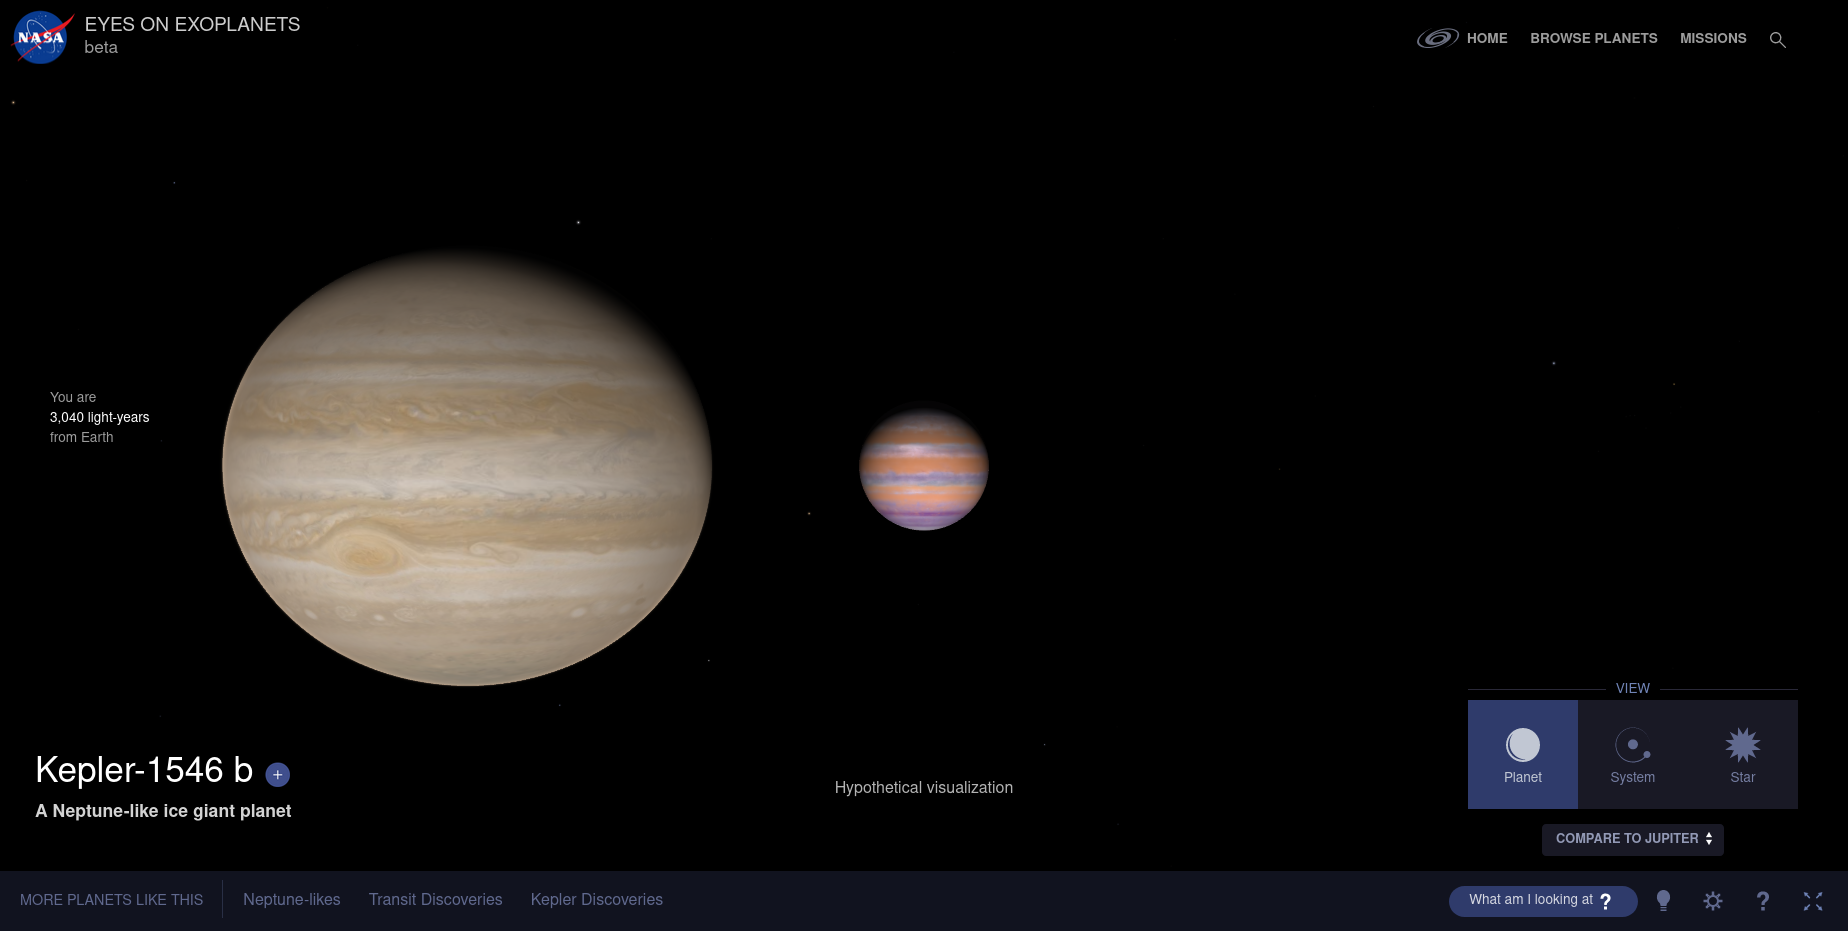 NASA
EYES ON EXOPLANETS
beta
HOME
BROWSE PLANETS
MISSIONS
You are
3,040 light-years
from Earth
VIEW
Planet
System
Star
Kepler-1546 b +
A Neptune-like ice giant planet
Hypothetical visualization
COMPARE TO JUPITER
MORE PLANETS LIKE THIS
Neptune-likes
Transit Discoveries
Kepler Discoveries
What am I looking at ?
?